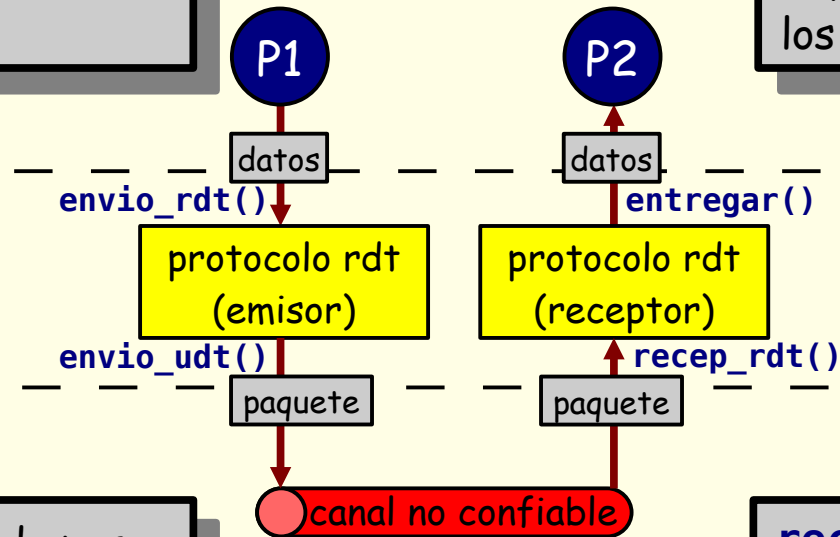 los
P1
P2
datos
datos
envio_rdt()
entregar()
protocolo rdt
(emisor)
protocolo rdt
(receptor)
envio_udt()
recep_rdt()
paquete
paquete
canal no confiable